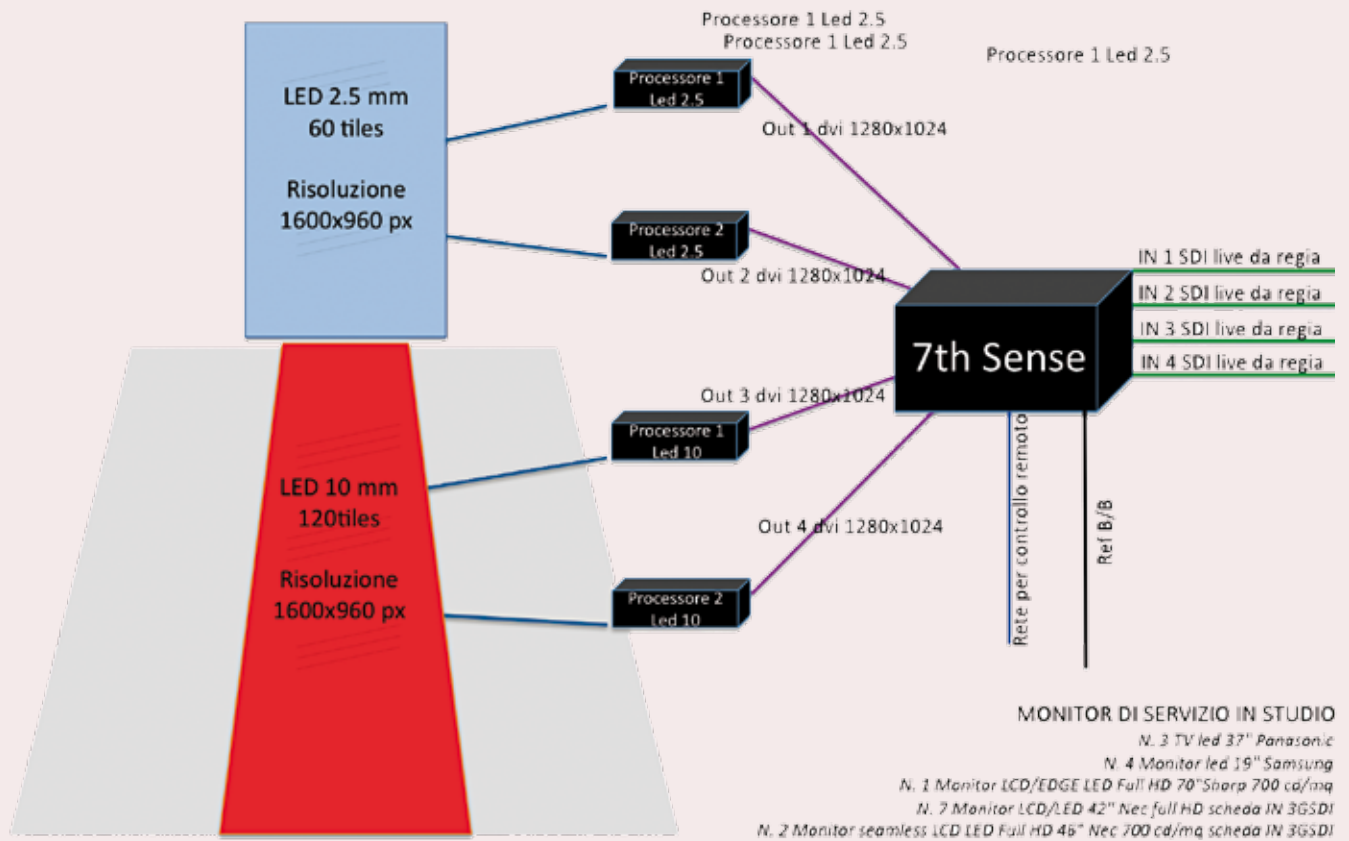 Processore 1 Led 2.5
Processore 1 Led 2.5
Processore 1 Led 2.5
LED 2.5 mm
60 tiles
Risoluzione
1600x960 px
Processore 1
Led 2.5
Out 1 dvi 1280x1024
Processore 2
Led 2.5
Out 2 dvi 1280x1024
IN 1 SDI live da regia
IN 2 SDI live da regia
IN 3 SDI live da regia
IN 4 SDI live da regia
7th Sense
Out 3 dvi 1280x1024
Processore 1
Led 10
LED 10 mm
120tiles
Risoluzione
1600x960 px
Out 4 dvi 1280x1024
Processore 2
Led 10
Rete per controllo remoto
Ref B/B
MONITOR DI SERVIZIO IN STUDIO
N. 3 TV led 37" Panasonic
N. 4 Monitor led 19" Samsung
N. 1 Monitor LCD/EDGE LED Full HD 70"Sharp 700 cd/mq
N. 7 Monitor LCD/LED 42" Nec full HD scheda IN 3GSDI
N. 2 Monitor seamless LCD LED Full HD 46" Nec 700 cd/mq scheda IN 3GSDI